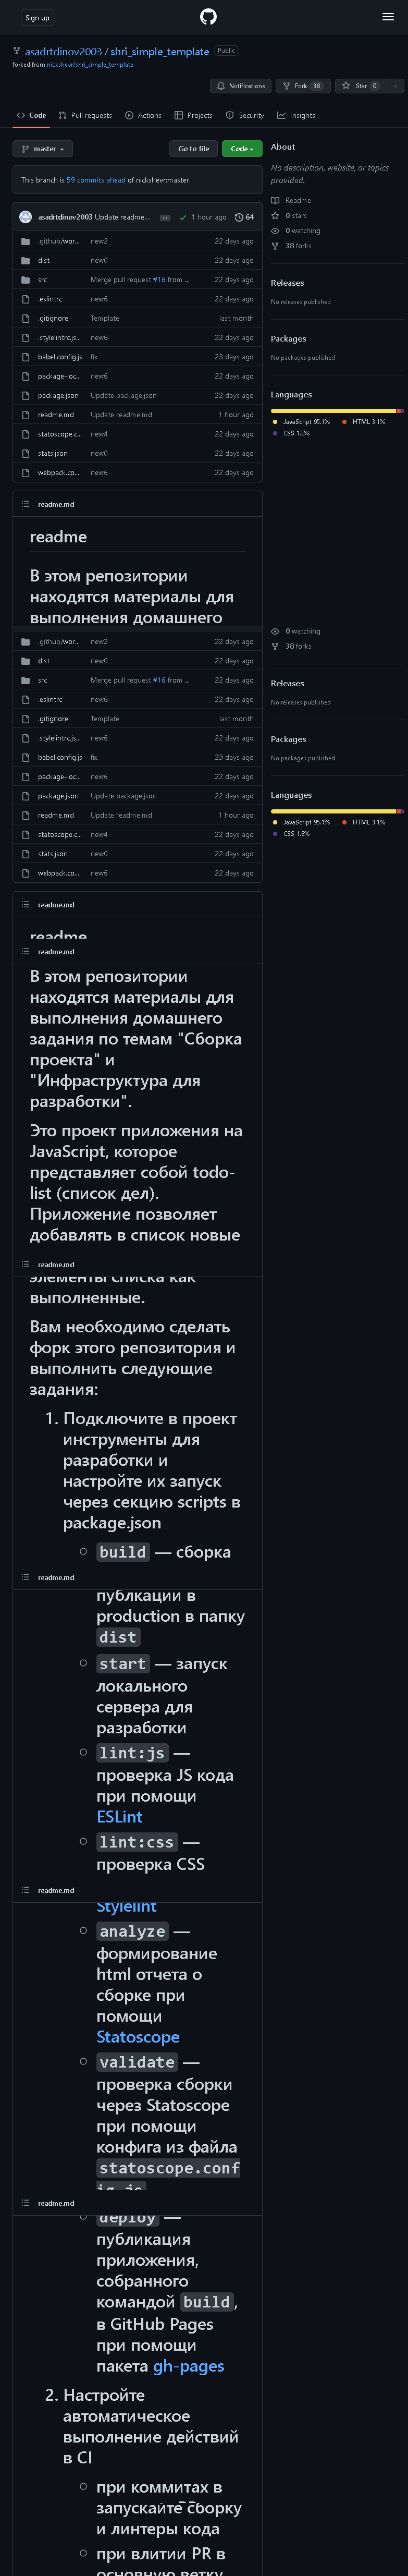 Sign up
asadrtdinov2003 / shri_simple_template Public
forked from nickshevr/shri_simple_template
Notifications Fork 38 Star 0
Code Pull requests Actions Projects Security Insights
master Go to file Code
This branch is 59 commits ahead of nickshevr:master.
asadrtdinov2003 Update readme.... ... 1 hour ago 64
.github/wor... new2 22 days ago
dist new0 22 days ago
src Merge pull request #16 from ... 22 days ago
.eslintrc new6 22 days ago
.gitignore Template last month
.stylelintrc.js... new6 22 days ago
babel.config.js fix 23 days ago
package-loc... new6 22 days ago
package.json Update package.json 22 days ago
readme.md Update readme.md 1 hour ago
statoscope.c... new4 22 days ago
stats.json new0 22 days ago
webpack.co... new6 22 days ago
About
No description, website, or topics
provided.
Readme
0 stars
0 watching
38 forks
Releases
No releases published
Packages
No packages published
Languages
JavaScript 95.1% HTML 3.1%
CSS 1.8%
readme.md
readme
В этом репозитории
находятся материалы для
выполнения домашнего
.github/wor... new2 22 days ago
dist new0 22 days ago
src Merge pull request #16 from ... 22 days ago
.eslintrc new6 22 days ago
.gitignore Template last month
.stylelintrc.js... new6 22 days ago
babel.config.js fix 23 days ago
package-loc... new6 22 days ago
package.json Update package.json 22 days ago
readme.md Update readme.md 1 hour ago
statoscope.c... new4 22 days ago
stats.json new0 22 days ago
webpack.co... new6 22 days ago
0 watching
38 forks
Releases
No releases published
Packages
No packages published
Languages
JavaScript 95.1% HTML 3.1%
CSS 1.8%
readme.md
readme
readme.md
В этом репозитории
находятся материалы для
выполнения домашнего
задания по темам "Сборка
проекта" и
"Инфраструктура для
разработки".
Это проект приложения на
JavaScript, которое
представляет собой todo-
list (список дел).
Приложение позволяет
добавлять в список новые
readme.md
элементы списка как
выполненные.
Вам необходимо сделать
форк этого репозитория и
выполнить следующие
задания:
1. Подключите в проект
инструменты для
разработки и
настройте их запуск
через секцию scripts в
package.json
build — сборка
readme.md
публкации в
production в папку
dist
start — запуск
локального
сервера для
разработки
lint:js —
проверка JS кода
при помощи
ESLint
lint:css —
проверка CSS
readme.md
Stylelint
analyze —
формирование
html отчета о
сборке при
помощи
Statoscope
validate —
проверка сборки
через Statoscope
при помощи
конфига из файла
statoscope.conf
ig.js
readme.md
deploy —
публикация
приложения,
собранного
командой build,
в GitHub Pages
при помощи
пакета gh-pages
2. Настройте
автоматическое
выполнение действий
в CI
при коммитах в
запускайте сборку
и линтеры кода
при влитии PR в
основную ветку